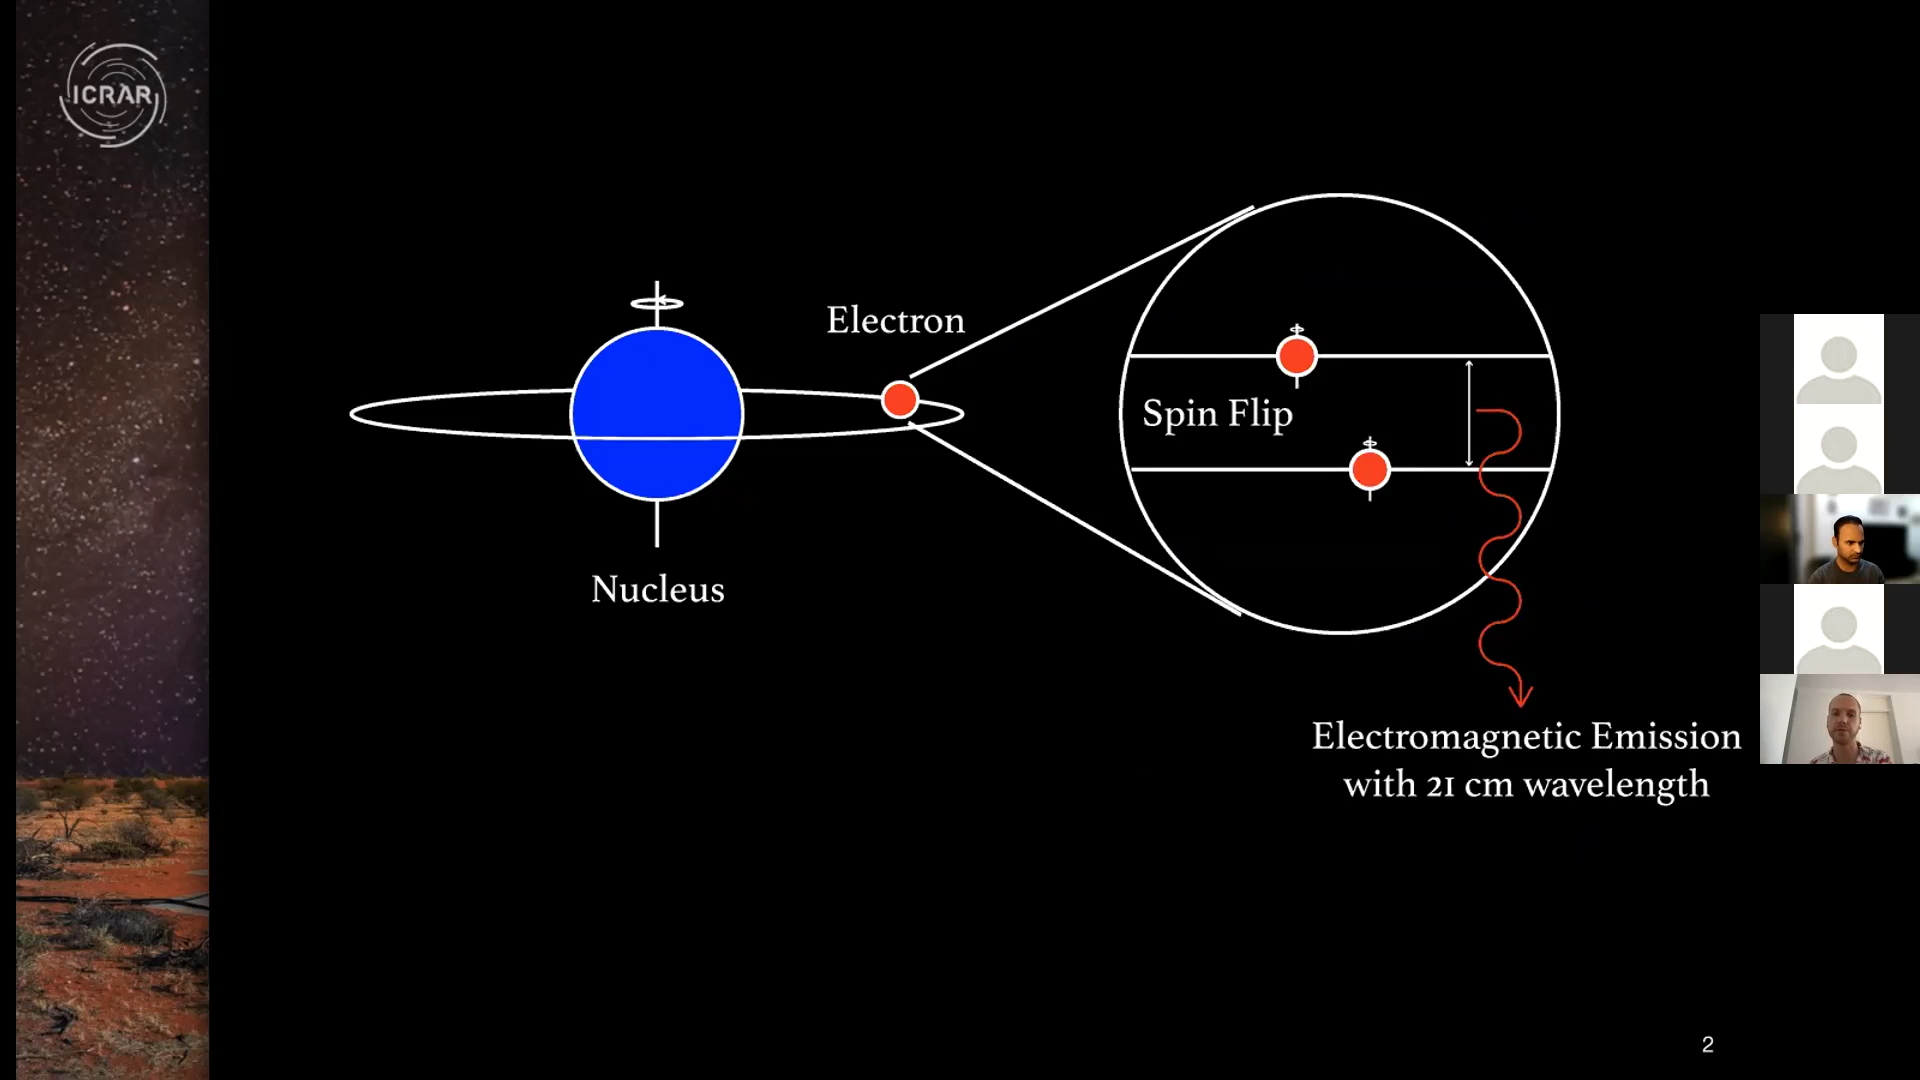 ICRAR
Electron
Spin Flip
Nucleus
Electromagnetic Emission
with 21 cm wavelength
2